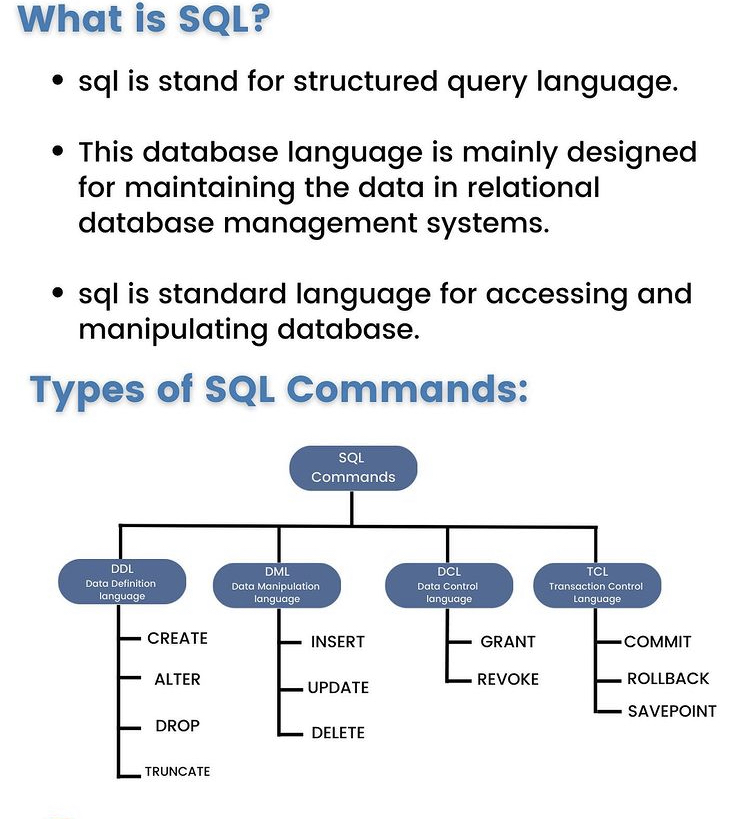 What is SQL?
• sql is stand for structured query language.
• This database language is mainly designed
for maintaining the data in relational
database management systems.
• sql is standard language for accessing and
manipulating database.
Types of SQL Commands:
SQL
Commands
DDL
Data Definition
language
CREATE
ALTER
DROP
TRUNCATE
DML
Data Manipulation
language
INSERT
UPDATE
DELETE
DCL
Data Control
language
GRANT
REVOKE
TCL
Transaction Control
Language
COMMIT
ROLLBACK
SAVEPOINT